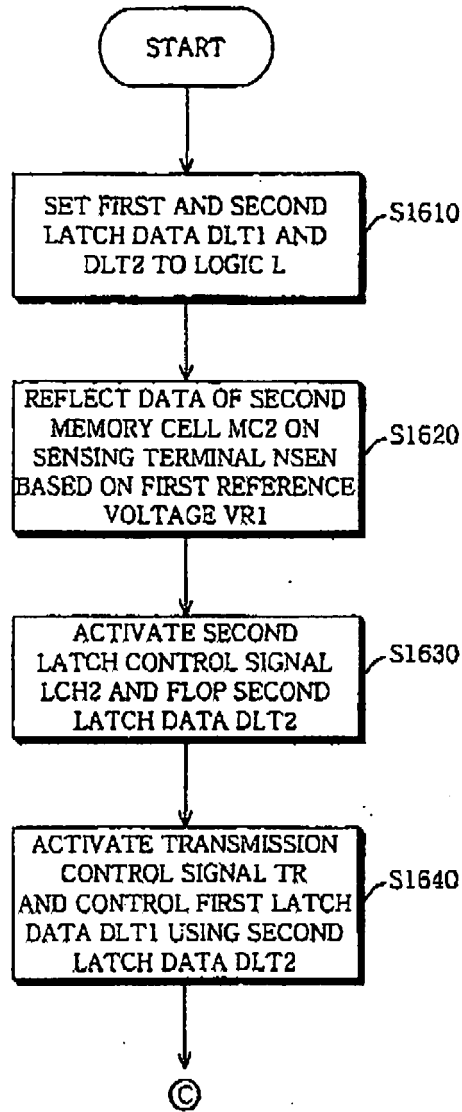 START
SET FIRST AND SECOND
LATCH DATA DLT1 AND
DLT2 TO LOGIC L
S1610
REFLECT DATA OF SECOND
MEMORY CELL MC2 ON
SENSING TERMINAL NSEN
BASED ON FIRST REFERENCE
VOLTAGE VR1
S1620
ACTIVATE SECOND
LATCH CONTROL SIGNAL
LCH2 AND FLOP SECOND
LATCH DATA DLT2
S1630
ACTIVATE TRANSMISSION
CONTROL SIGNAL TR
AND CONTROL FIRST LATCH
DATA DLT1 USING SECOND
LATCH DATA DLT2
S1640
C